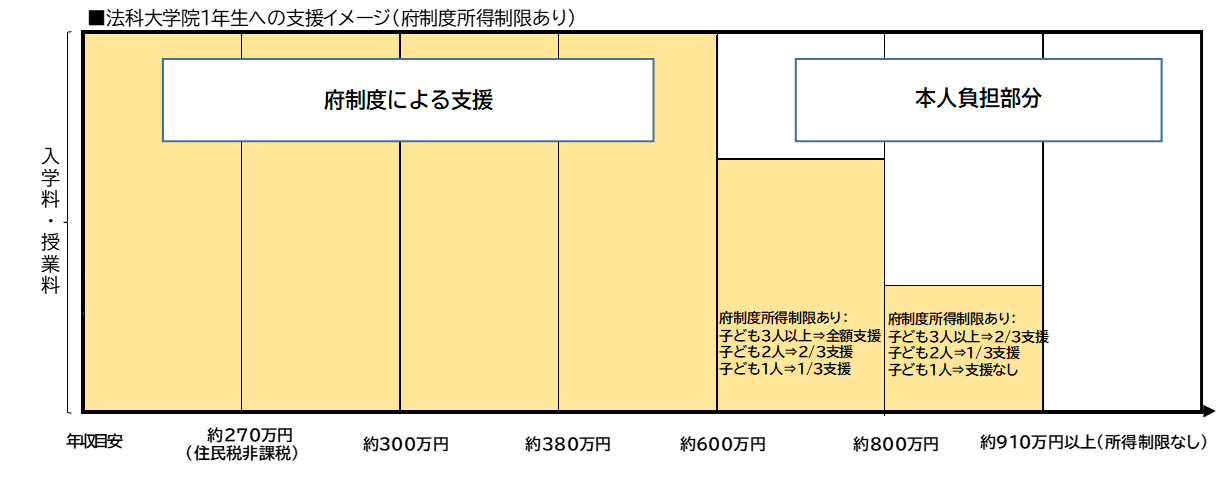 ■法科大学院1年生への支援イメージ(府制度所得制限あり)
府制度による支援
本人負担部分
入学料・授業料
府制度所得制限あり:
子ども3人以上⇒全額支援
子ども2人⇒2/3支援
子ども1人⇒1/3支援
府制度所得制限あり:
子ども3人以上⇒2/3支援
子ども2人⇒1/3支援
子ども1人⇒支援なし
年収目安
約270万円
(住民税非課税)
約300万円
約380万円
約600万円
約800万円
約910万円以上(所得制限なし)